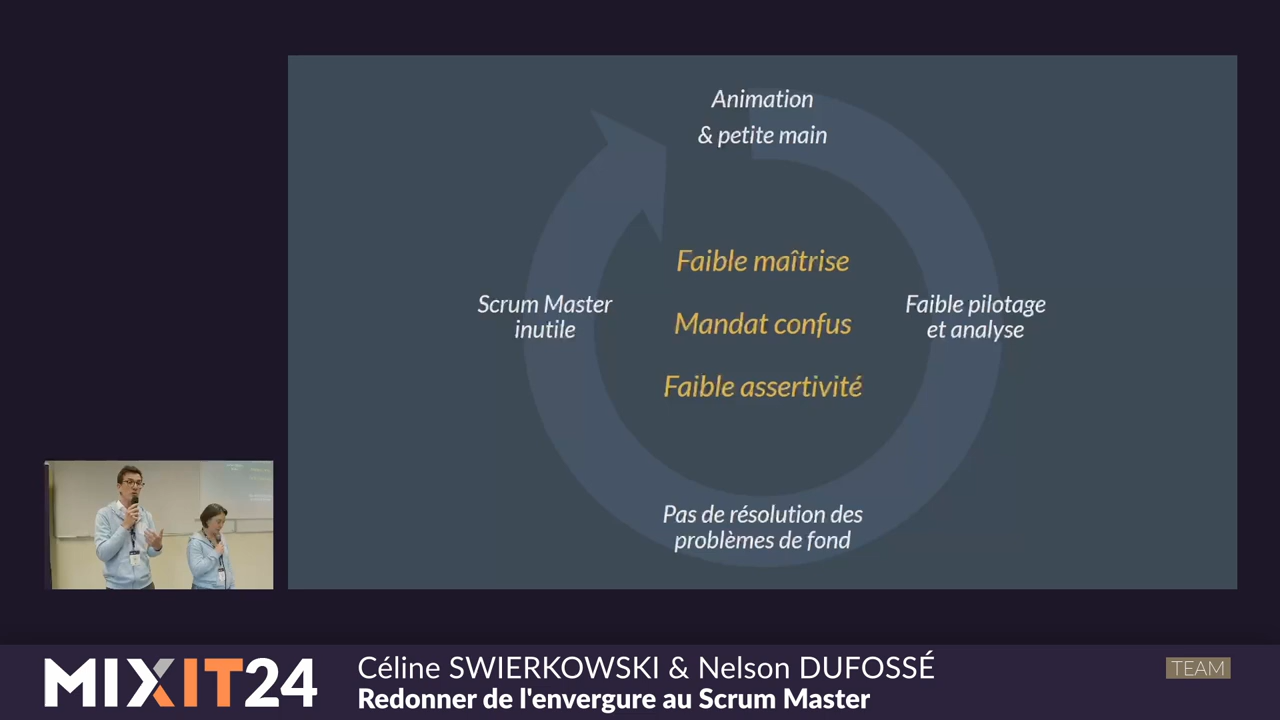 Animation
& petite main
Faible maîtrise
Scrum Master
inutile
Mandat confus
Faible pilotage
et analyse
Faible assertivité
Pas de résolution des
problèmes de fond
MIXIT24
Céline SWIERKOWSKI & Nelson DUFOSSÉ
Redonner de l'envergure au Scrum Master
TEAM